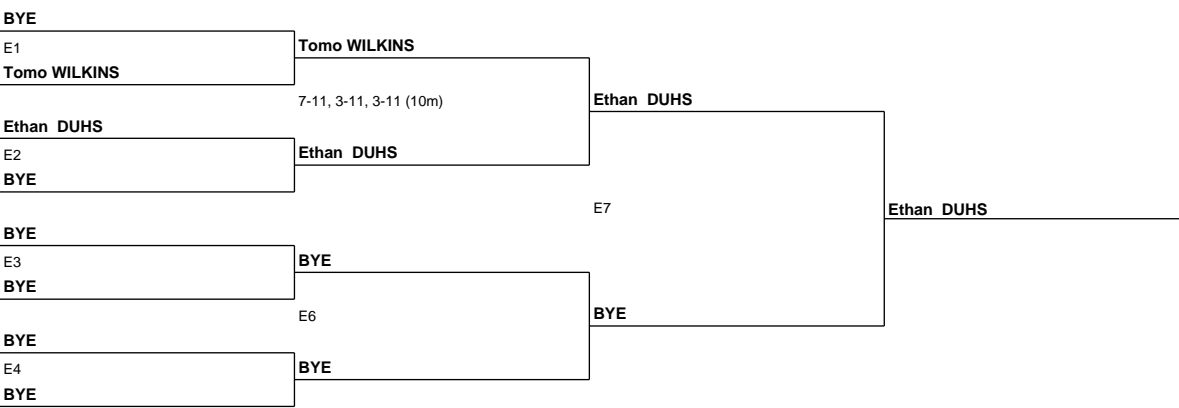 BYE
E1
Tomo WILKINS
Tomo WILKINS
7-11, 3-11, 3-11 (10m)
Ethan DUHS
Ethan DUHS
E2
Ethan DUHS
BYE
E7
Ethan DUHS
BYE
E3
BYE
BYE
E6
BYE
BYE
E4
BYE
BYE